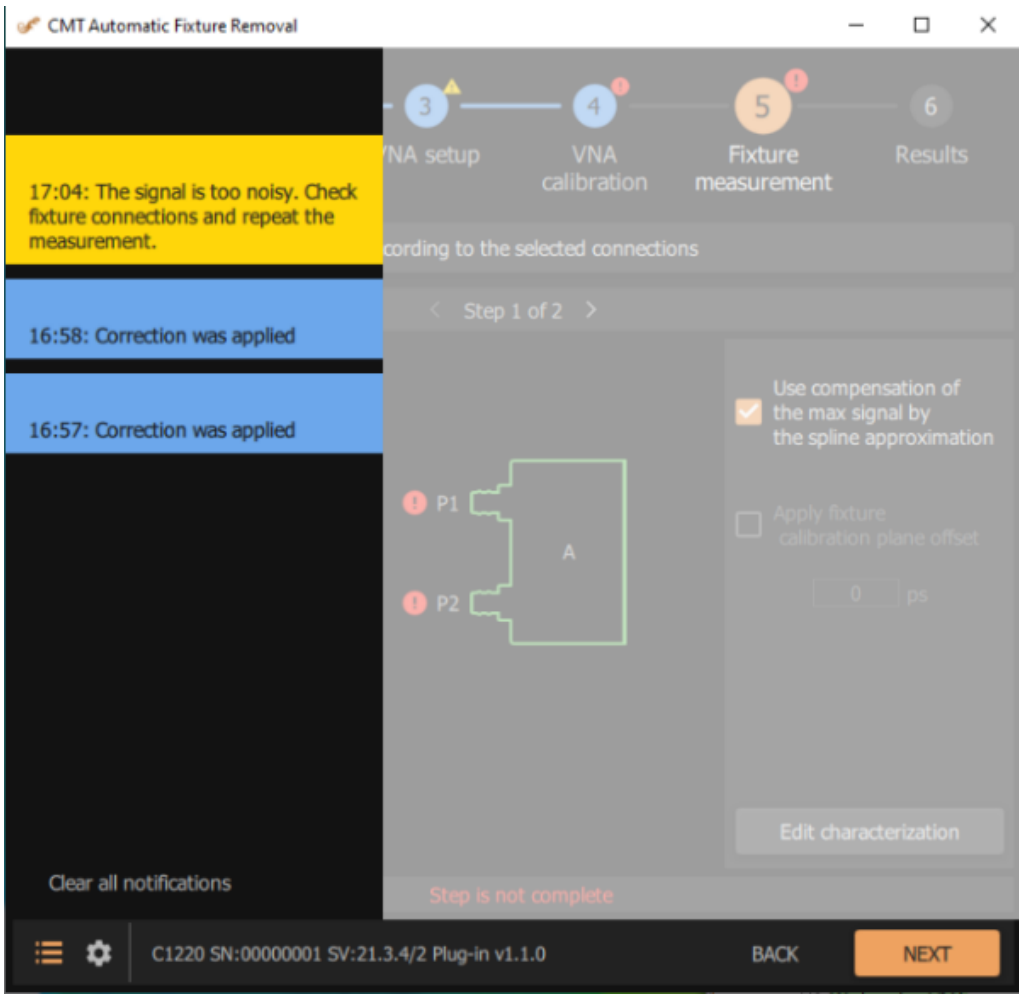 CMT Automatic Fixture Removal
3
4
5
6
VNA setup
VNA
calibration
Fixture
measurement
Results
17:04: The signal is too noisy. Check
fixture connections and repeat the
measurement.
cording to the selected connections
< Step 1 of 2 >
16:58: Correction was applied
16:57: Correction was applied
Use compensation of
the max signal by
the spline approximation
P1
A
P2
Apply fixture
calibration plane offset
0 ps
Edit characterization
Clear all notifications
Step is not complete
C1220 SN:00000001 SV:21.3.4/2 Plug-in v1.1.0
BACK
NEXT